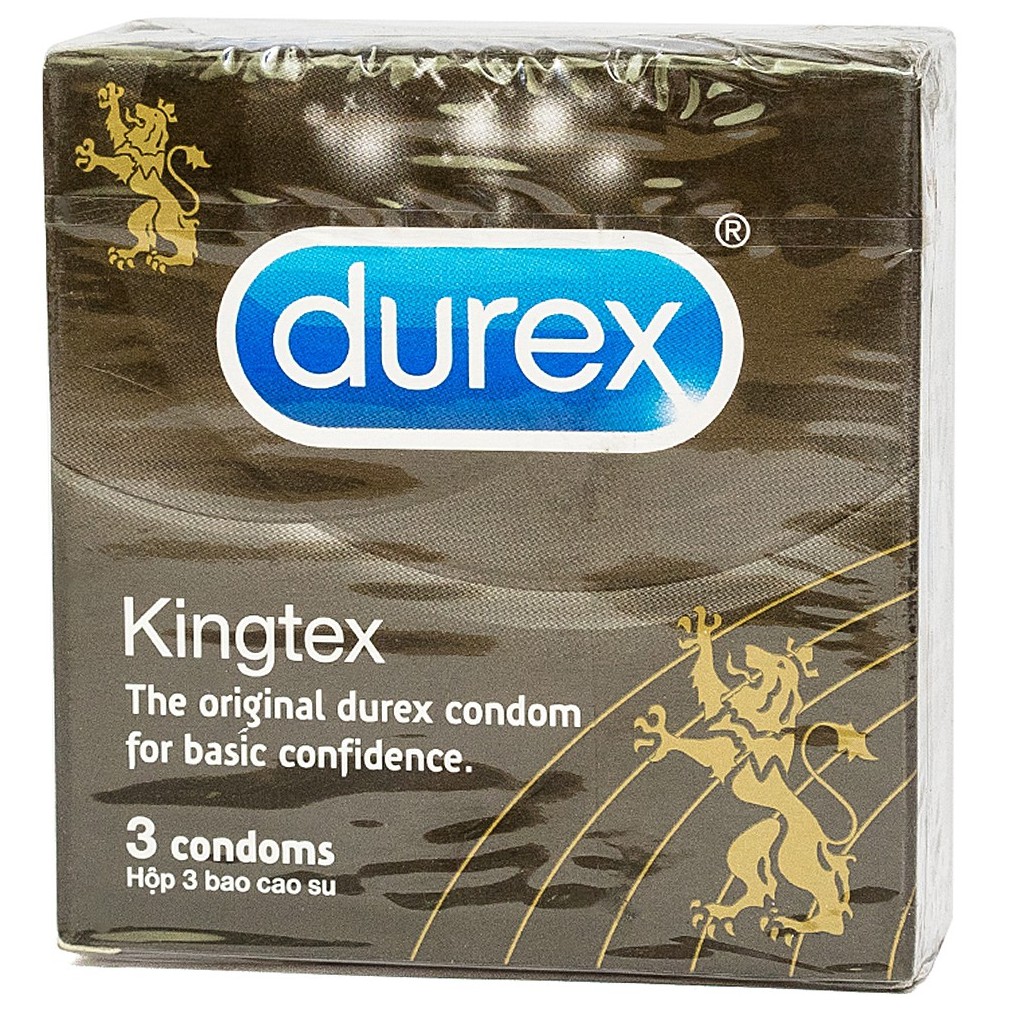 durex®
Kingtex
The original durex condom
for basic confidence.
3 condoms
Hộp 3 bao cao su